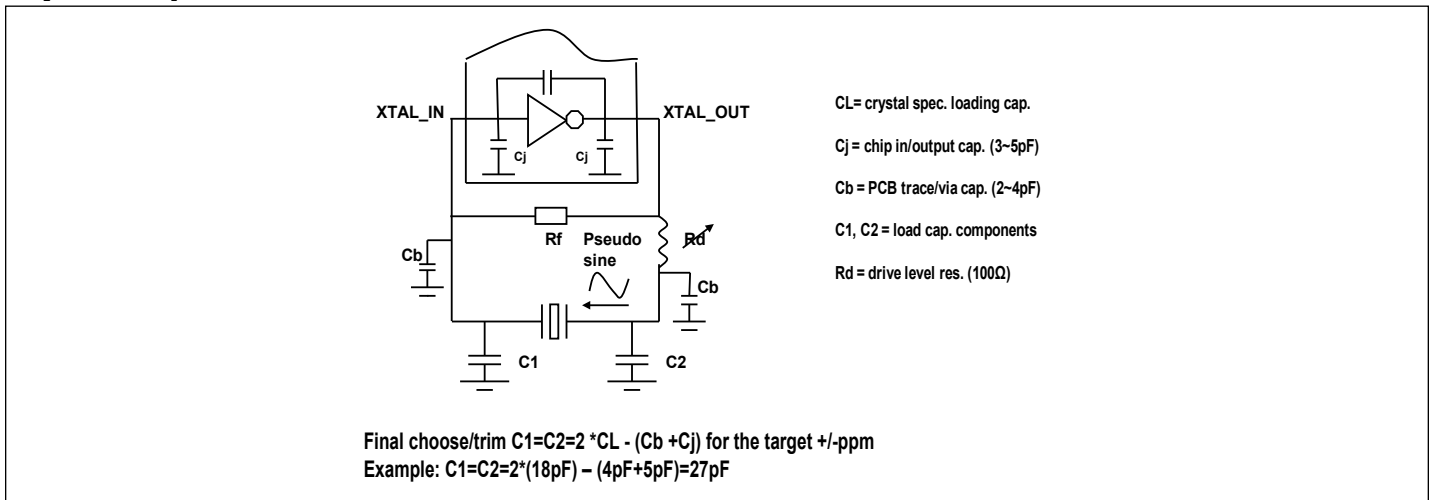 XTAL_IN
XTAL_OUT
Cj
Cj
Rf
Pseudo
sine
Rd
Cb
Cb
C1
C2
CL= crystal spec. loading cap.
Cj = chip in/output cap. (3~5pF)
Cb = PCB trace/via cap. (2~4pF)
C1, C2 = load cap. components
Rd = drive level res. (100Ω)
Final choose/trim C1=C2=2 *CL - (Cb +Cj) for the target +/-ppm
Example: C1=C2=2*(18pF) – (4pF+5pF)=27pF